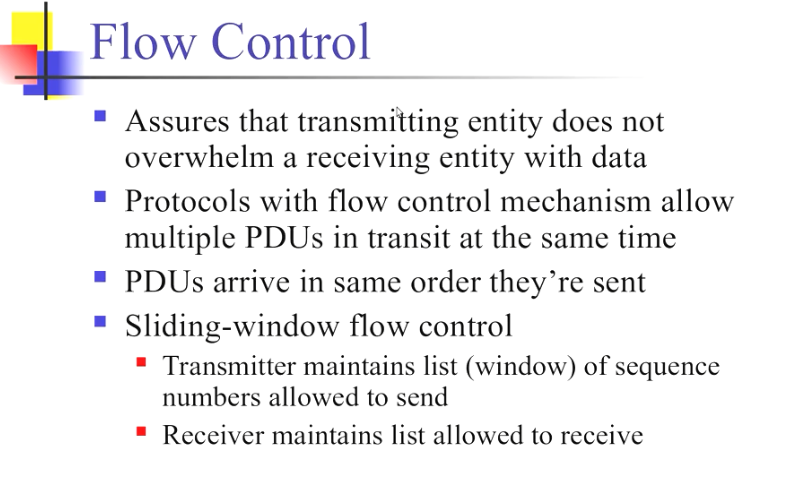 Flow Control
Assures that transmitting entity does not
overwhelm a receiving entity with data
Protocols with flow control mechanism allow
multiple PDUs in transit at the same time
PDUs arrive in same order they’re sent
Sliding-window flow control
Transmitter maintains list (window) of sequence
numbers allowed to send
Receiver maintains list allowed to receive